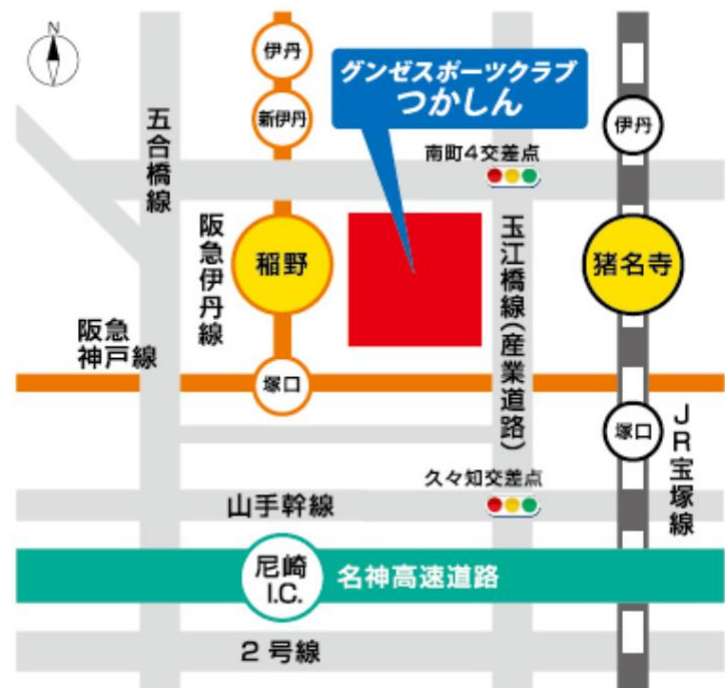 N
伊丹
グンゼスポーツクラブ
つかしん
新伊丹
伊丹
五合橋線
南町4交差点
阪急伊丹線
稲野
玉江橋線(産業道路)
猪名寺
阪急
神戸線
塚口
塚口
JR宝塚線
久々知交差点
山手幹線
尼崎
I.C.
名神高速道路
2号線